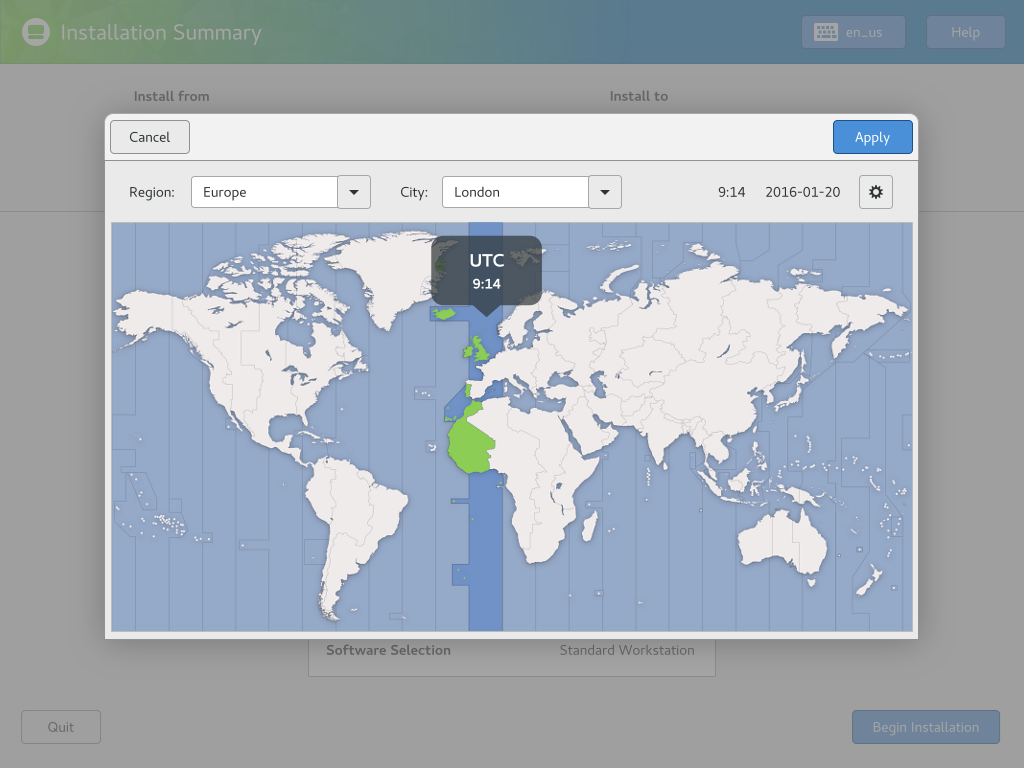 Installation Summary
en_us
Help
Install from
Install to
Cancel
Apply
Region:
Europe
City:
London
9:14
2016-01-20
UTC
9:14
Software Selection
Standard Workstation
Quit
Begin Installation